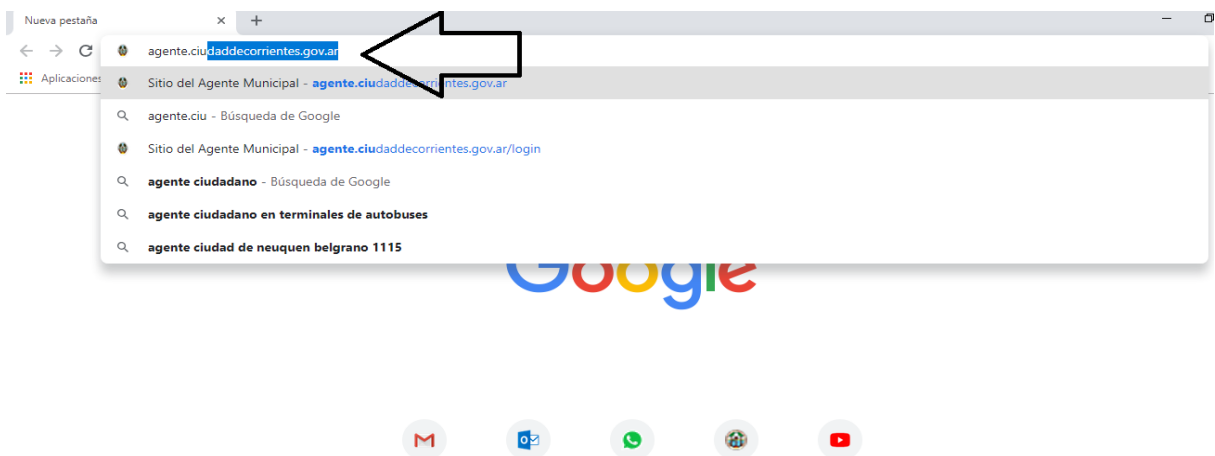 Nueva pestaña
agente.ciudaddecorrientes.gov.ar
Aplicaciones
Sitio del Agente Municipal - agente.ciudaddecorrientes.gov.ar
agente.ciu - Búsqueda de Google
Sitio del Agente Municipal - agente.ciudaddecorrientes.gov.ar/login
agente ciudadano - Búsqueda de Google
agente ciudadano en terminales de autobuses
agente ciudad de neuquen belgrano 1115
Google